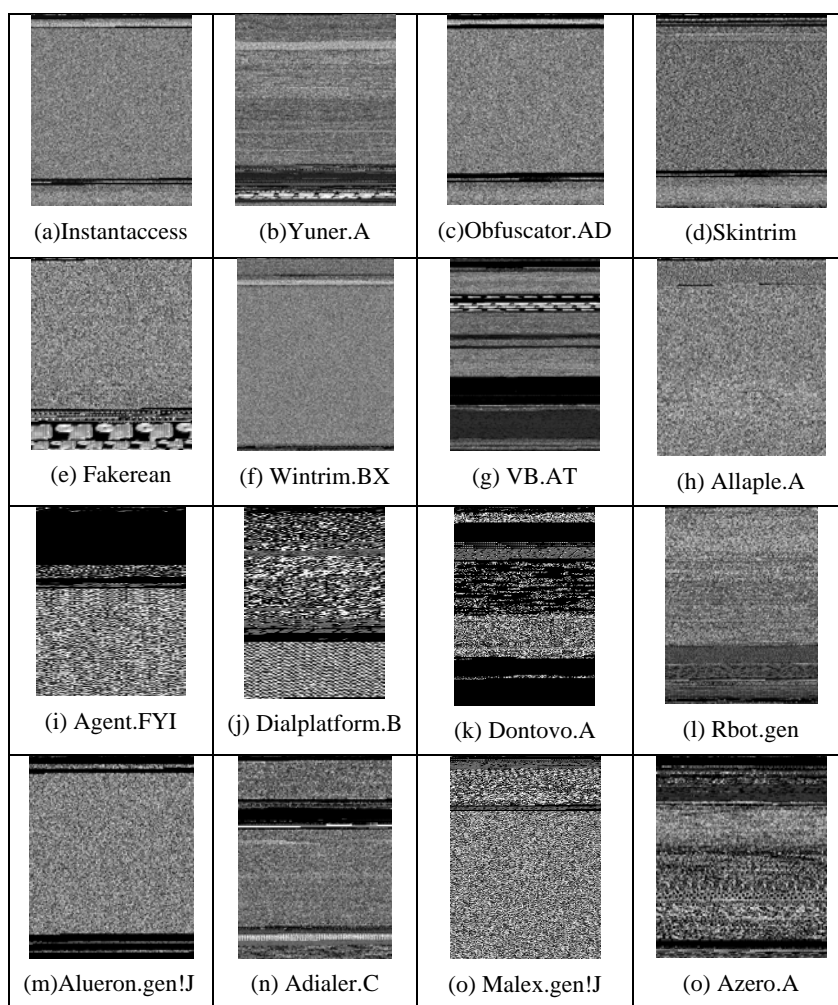 (a)Instantaccess
(b)Yuner.A
(c)Obfuscator.AD
(d)Skintrim
(e) Fakerean
(f) Wintrim.BX
(g) VB.AT
(h) Allaple.A
(i) Agent.FYI
(j) Dialplatform.B
(k) Dontovo.A
(l) Rbot.gen
(m)Alueron.gen!J
(n) Adialer.C
(o) Malex.gen!J
(o) Azero.A